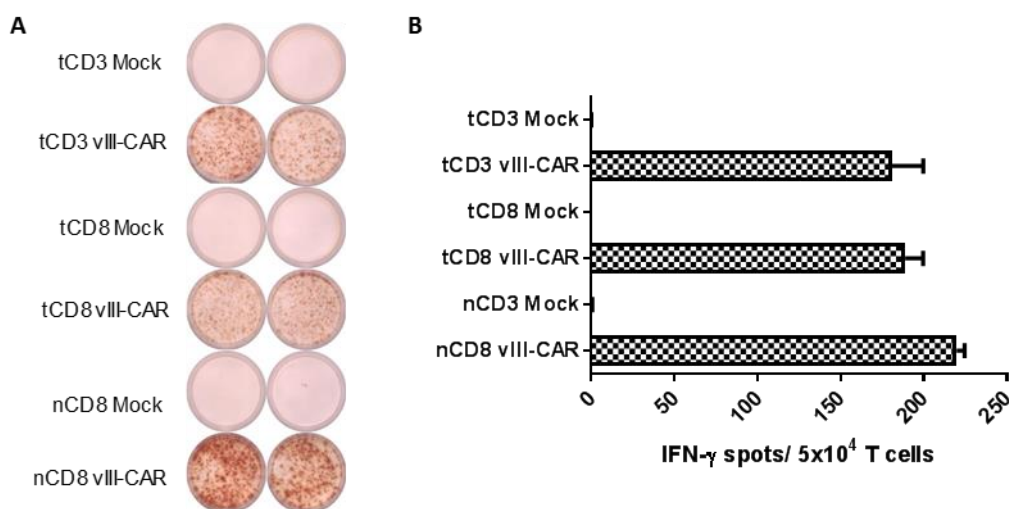 A
tCD3 Mock
tCD3 vIII-CAR
tCD8 Mock
tCD8 vIII-CAR
nCD8 Mock
nCD8 vIII-CAR
B
tCD3 Mock
tCD3 vIII-CAR
tCD8 Mock
tCD8 vIII-CAR
nCD3 Mock
nCD8 vIII-CAR
0 50 100 150 200 250
IFN-γ spots/ 5x10⁴ T cells